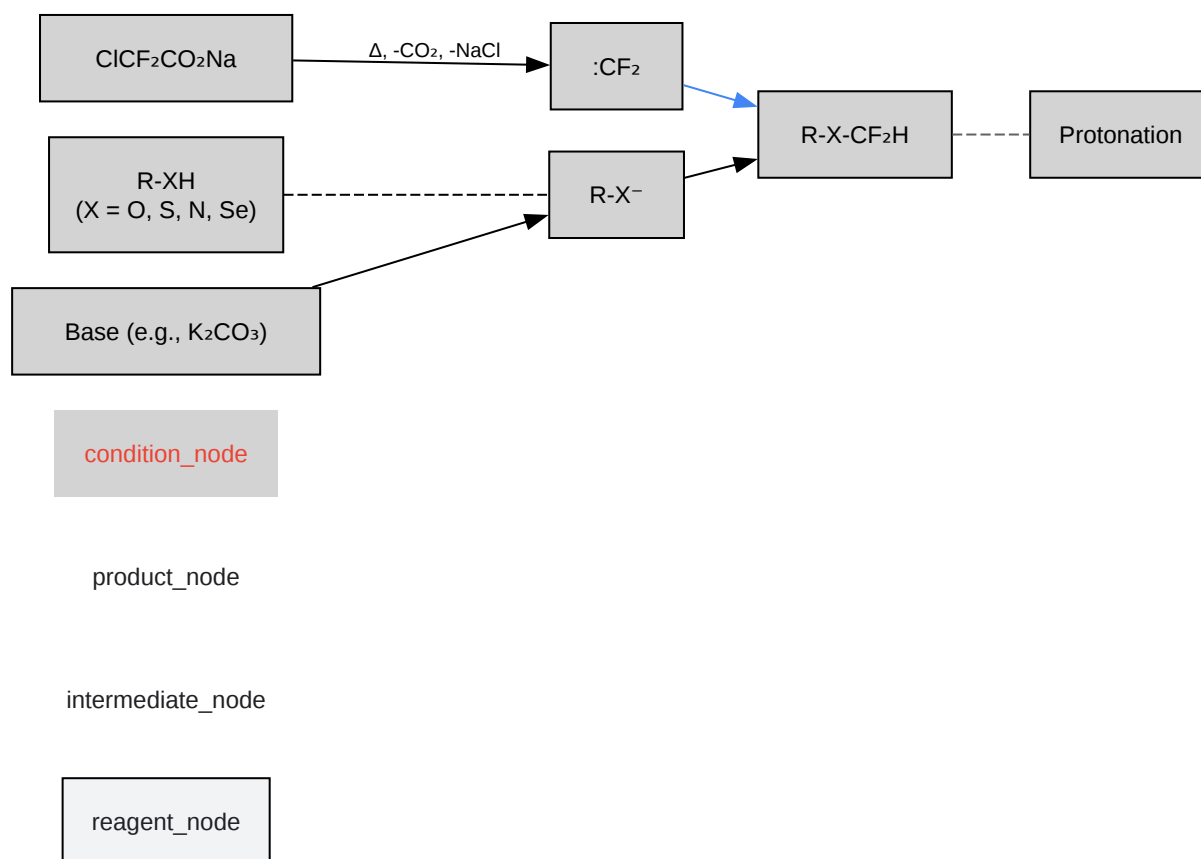 ClCF₂CO₂Na
Δ, -CO₂, -NaCl
:CF₂
R-XH
(X = O, S, N, Se)
R-X⁻
R-X-CF₂H
Protonation
Base (e.g., K₂CO₃)
condition_node
product_node
intermediate_node
reagent_node